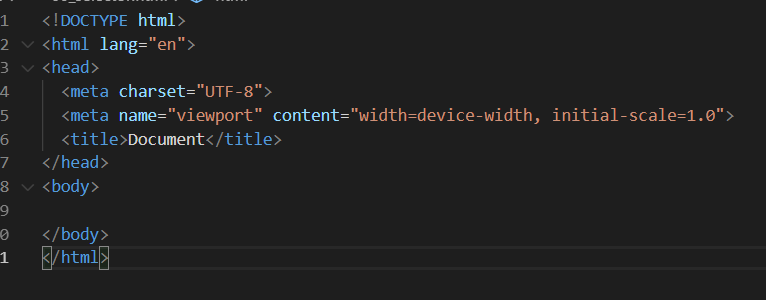 1 <!DOCTYPE html>
2 <html lang="en">
3 <head>
4 <meta charset="UTF-8">
5 <meta name="viewport" content="width=device-width, initial-scale=1.0">
6 <title>Document</title>
7 </head>
8 <body>
9
0 </body>
1 </html>